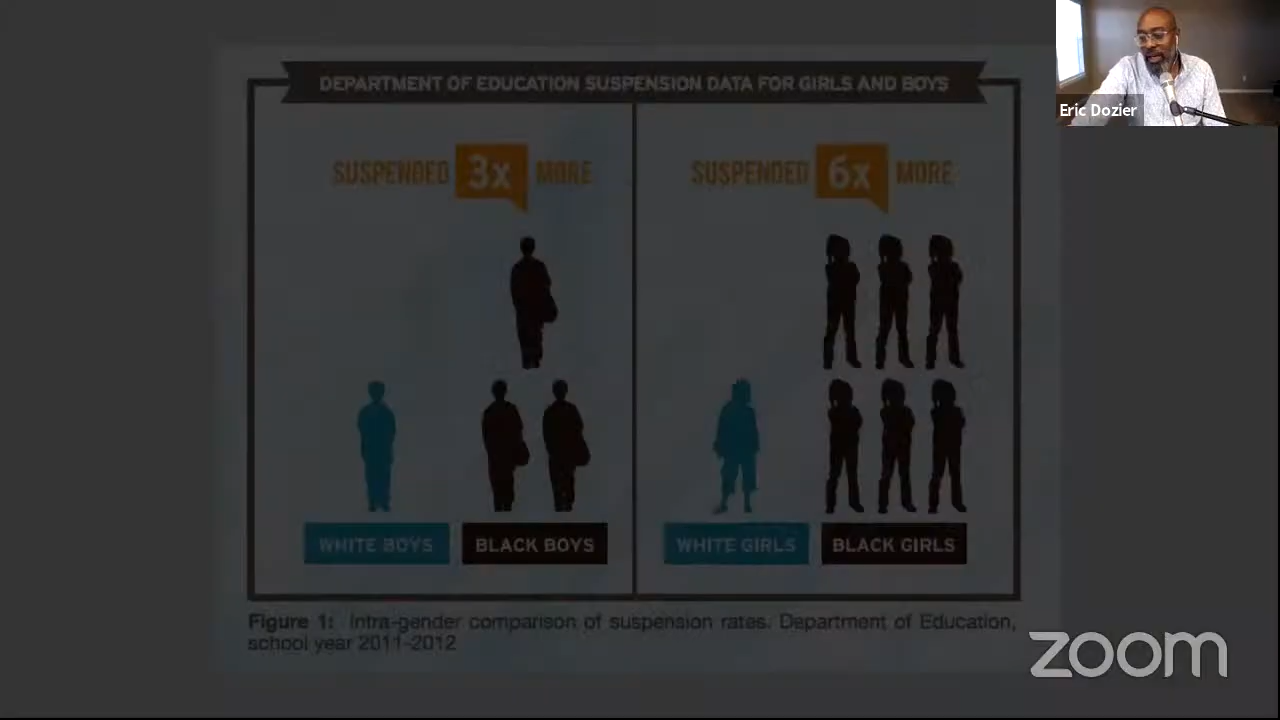 Eric Dozier
DEPARTMENT OF EDUCATION SUSPENSION DATA FOR GIRLS AND BOYS
SUSPENDED 3x MORE
SUSPENDED 6x MORE
WHITE BOYS
BLACK BOYS
WHITE GIRLS
BLACK GIRLS
Figure 1: Intra-gender comparison of suspension rates. Department of Education,
school year 2011-2012
zoom